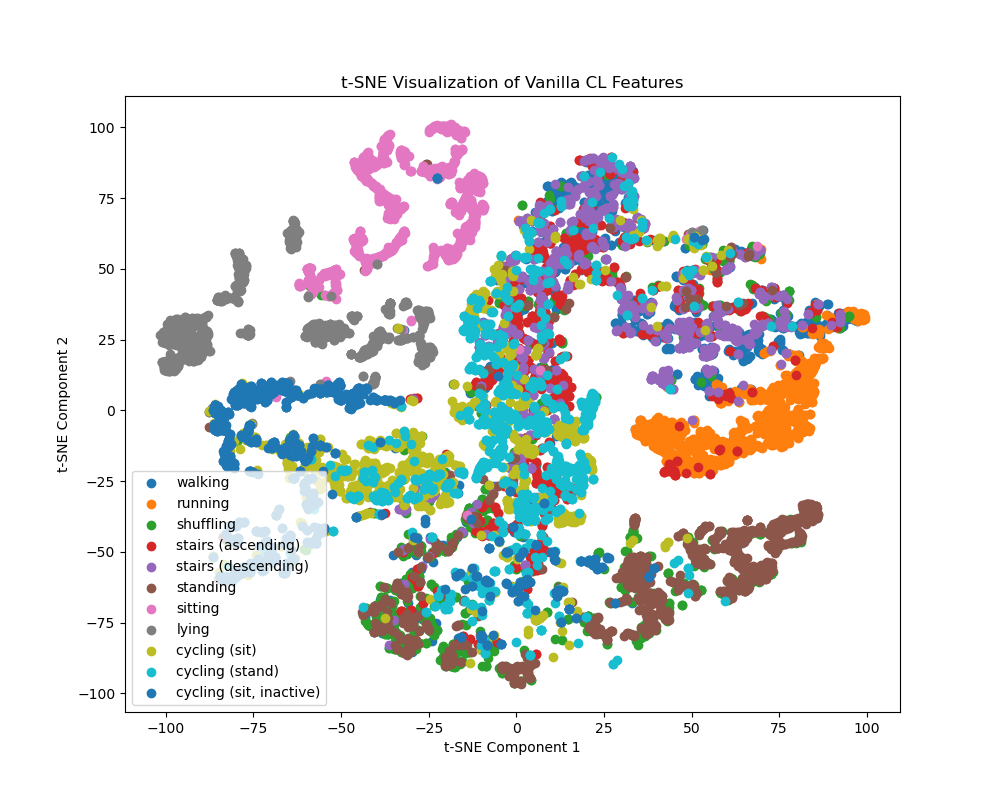 t-SNE Visualization of Vanilla CL Features
t-SNE Component 2
100
75
50
25
0
−25
−50
−75
−100
walking
running
shuffling
stairs (ascending)
stairs (descending)
standing
sitting
lying
cycling (sit)
cycling (stand)
cycling (sit, inactive)
−100 −75 −50 −25 0 25 50 75 100
t-SNE Component 1